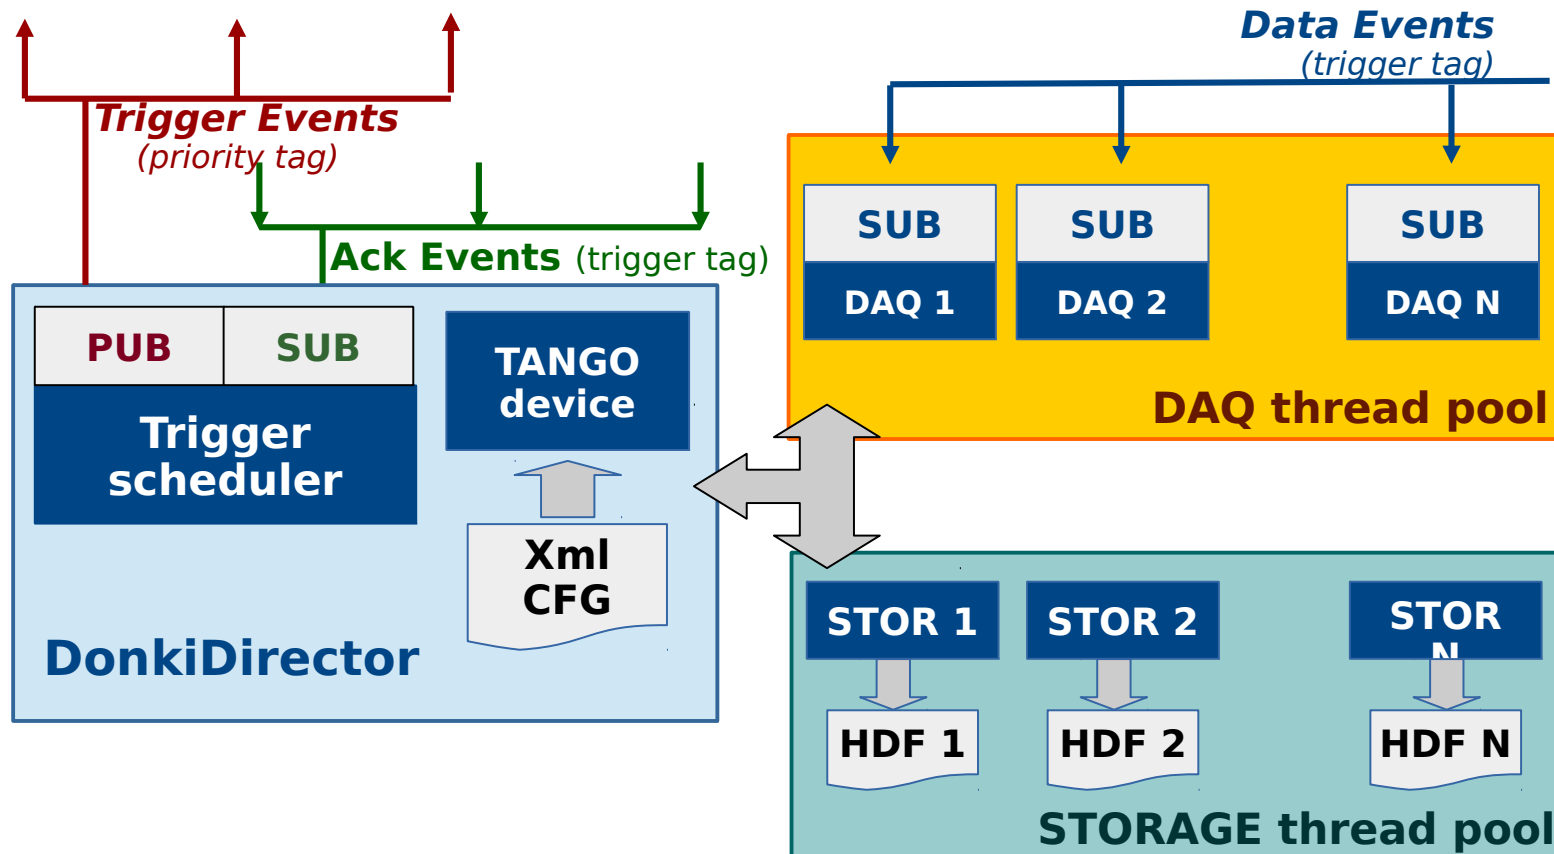 Data Events
(trigger tag)
Trigger Events
(priority tag)
Ack Events (trigger tag)
SUB SUB SUB
DAQ 1 DAQ 2 DAQ N
DAQ thread pool
PUB SUB
Trigger
scheduler
TANGO
device
Xml
CFG
DonkiDirector
STOR 1 STOR 2 STOR
N
HDF 1 HDF 2 HDF N
STORAGE thread pool